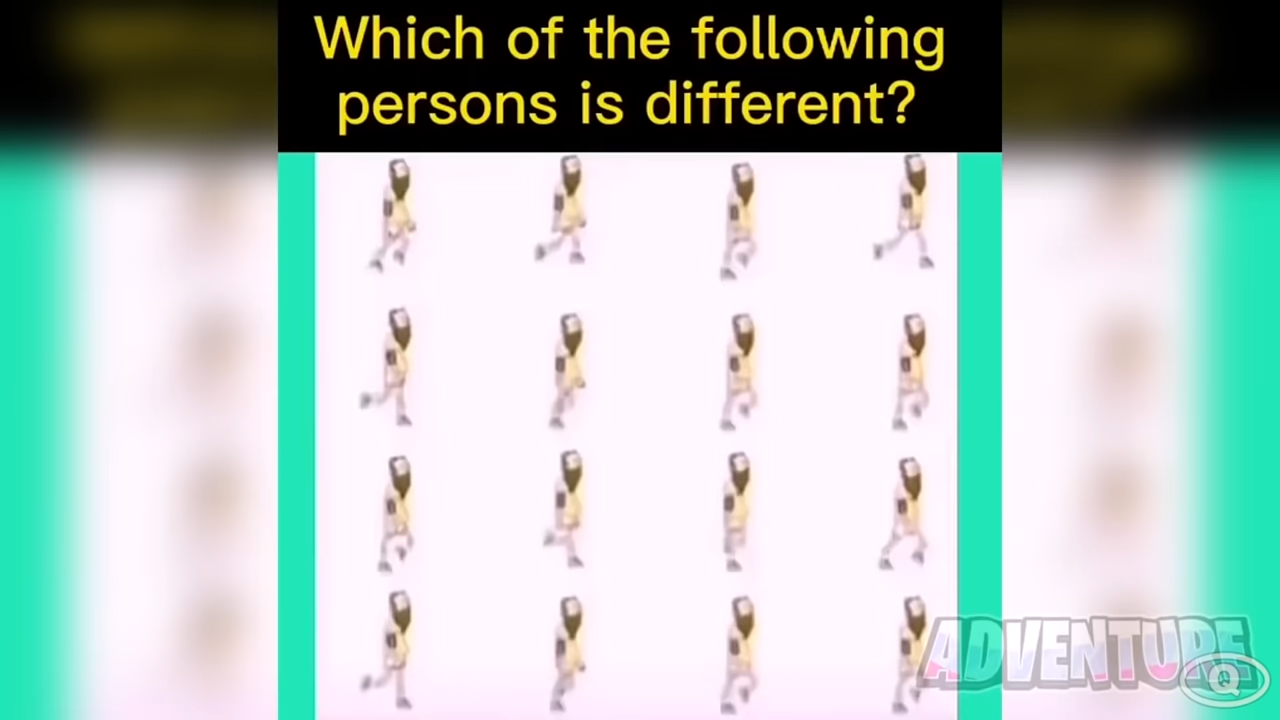 Which of the following
persons is different?
ADVENTURE
Q